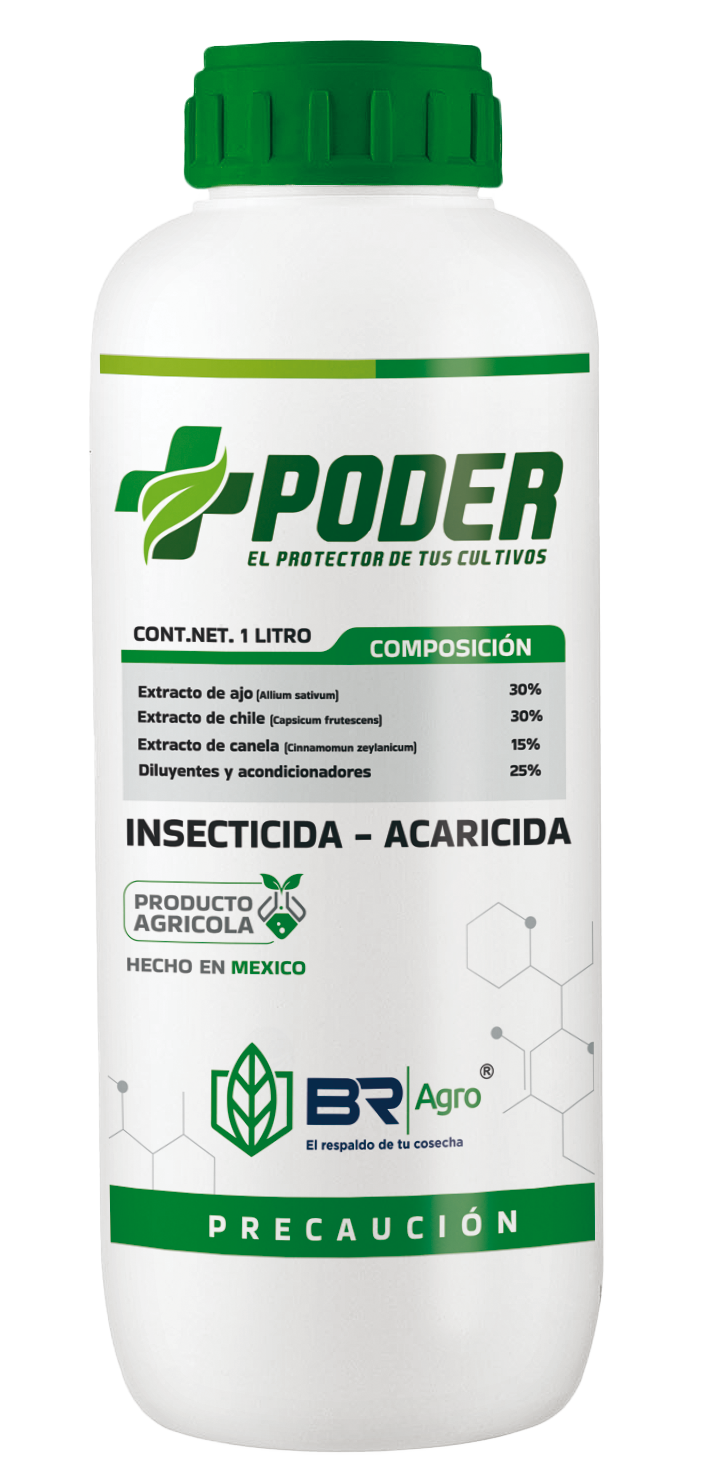 PODER
EL PROTECTOR DE TUS CULTIVOS
CONT.NET. 1 LITRO
COMPOSICIÓN
Extracto de ajo (Allium sativum) 30%
Extracto de chile (Capsicum frutescens) 30%
Extracto de canela (Cinnamomun zeylanicum) 15%
Diluyentes y acondicionadores 25%
INSECTICIDA - ACARICIDA
PRODUCTO
AGRICOLA
HECHO EN MEXICO
BR Agro ®
El respaldo de tu cosecha
PRECAUCIÓN